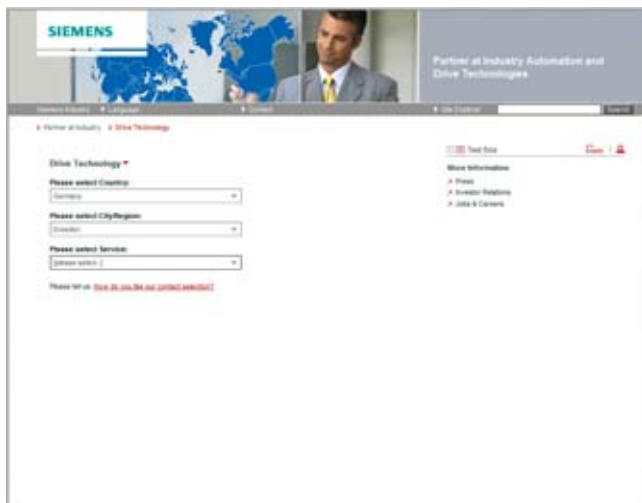 SIEMENS
Partner at Industry Automation and
Drive Technologies
Siemens Industry Language Contact Site Explorer Search
Partner at Industry Drive Technology
Text Size
Drive Technology
More Information
Please select Country:
Press
Germany
Investor Relations
Jobs & Careers
Please select City/Region:
Dresden
Please select Service:
[please select-]
Please tell us: How do you like our contact selection?